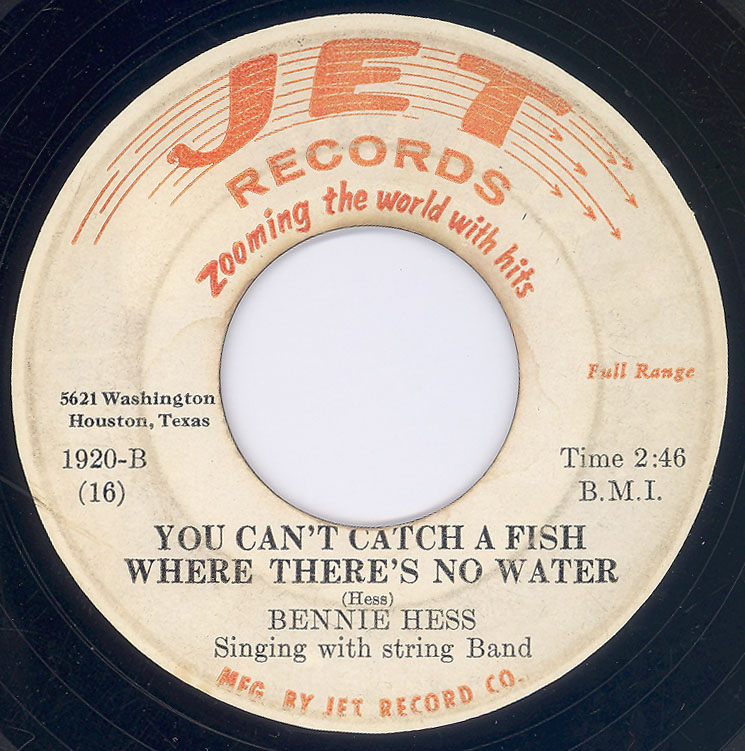 JET
RECORDS
Zooming the world with hits
Full Range
5621 Washington
Houston, Texas
1920-B
(16)
Time 2:46
B.M.I.
YOU CAN'T CATCH A FISH
WHERE THERE'S NO WATER
(Hess)
BENNIE HESS
Singing with string Band
MFG. BY JET RECORD CO.